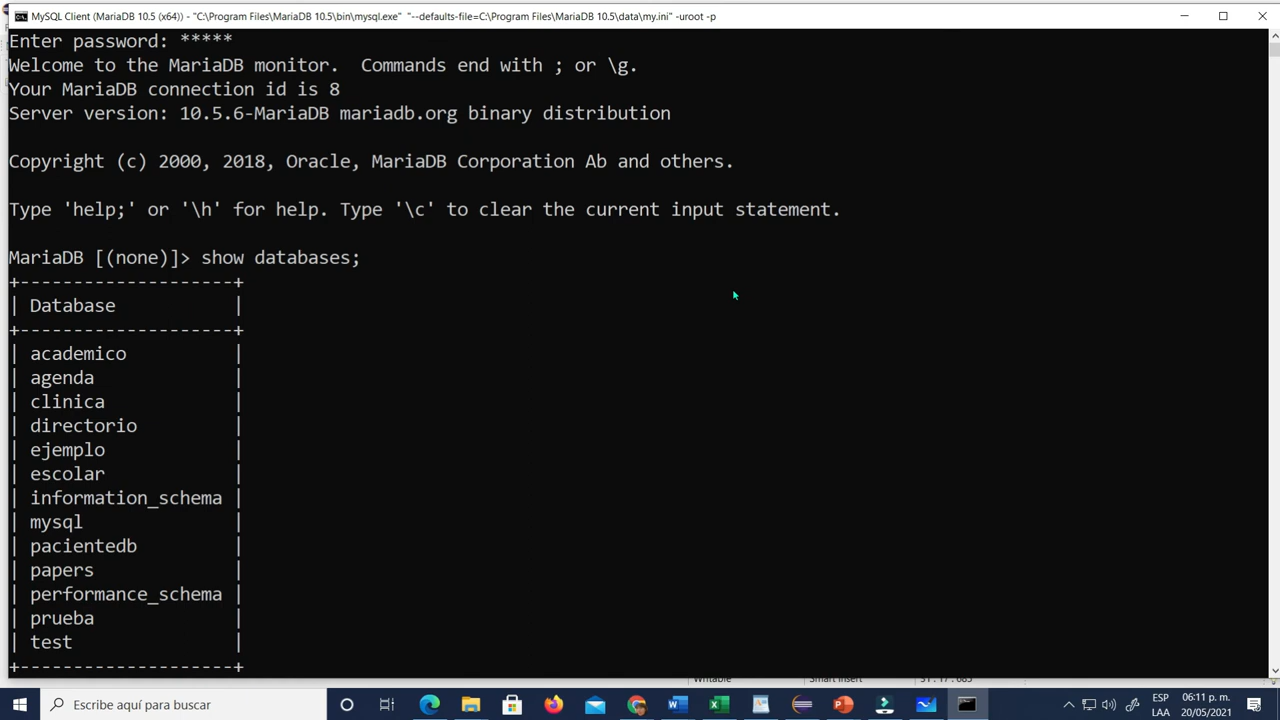 MySQL Client (MariaDB 10.5 (x64)) - "C:\Program Files\MariaDB 10.5\bin\mysql.exe" "--defaults-file=C:\Program Files\MariaDB 10.5\data\my.ini" -uroot -p
Enter password: *****
Welcome to the MariaDB monitor.  Commands end with ; or \g.
Your MariaDB connection id is 8
Server version: 10.5.6-MariaDB mariadb.org binary distribution
Copyright (c) 2000, 2018, Oracle, MariaDB Corporation Ab and others.
Type 'help;' or '\h' for help. Type '\c' to clear the current input statement.
MariaDB [(none)]> show databases;
+--------------------+
| Database           |
+--------------------+
| academico          |
| agenda             |
| clinica            |
| directorio         |
| ejemplo            |
| escolar            |
| information_schema |
| mysql              |
| pacientedb         |
| papers             |
| performance_schema |
| prueba             |
| test               |
+--------------------+
Writable Smart Insert
Escribe aquí para buscar
ESP 06:11 p. m.
LAA 20/05/2021